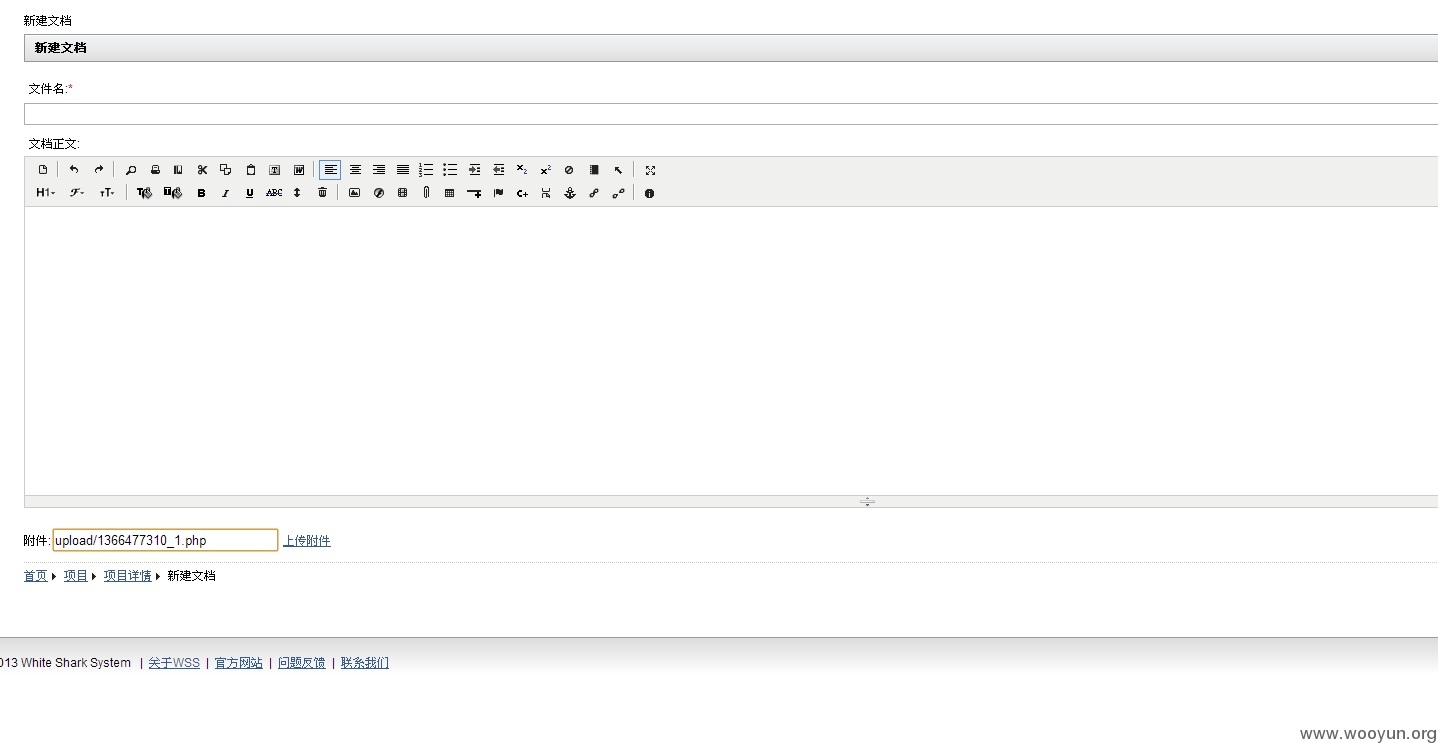 新建文档
新建文档
文件名:*
文档正文:
H1
B I U ABC
附件: upload/1366477310_1.php 上传附件
首页 项目 项目详情 新建文档
013 White Shark System | 关于WSS | 官方网站 | 问题反馈 | 联系我们
www.wooyun.org